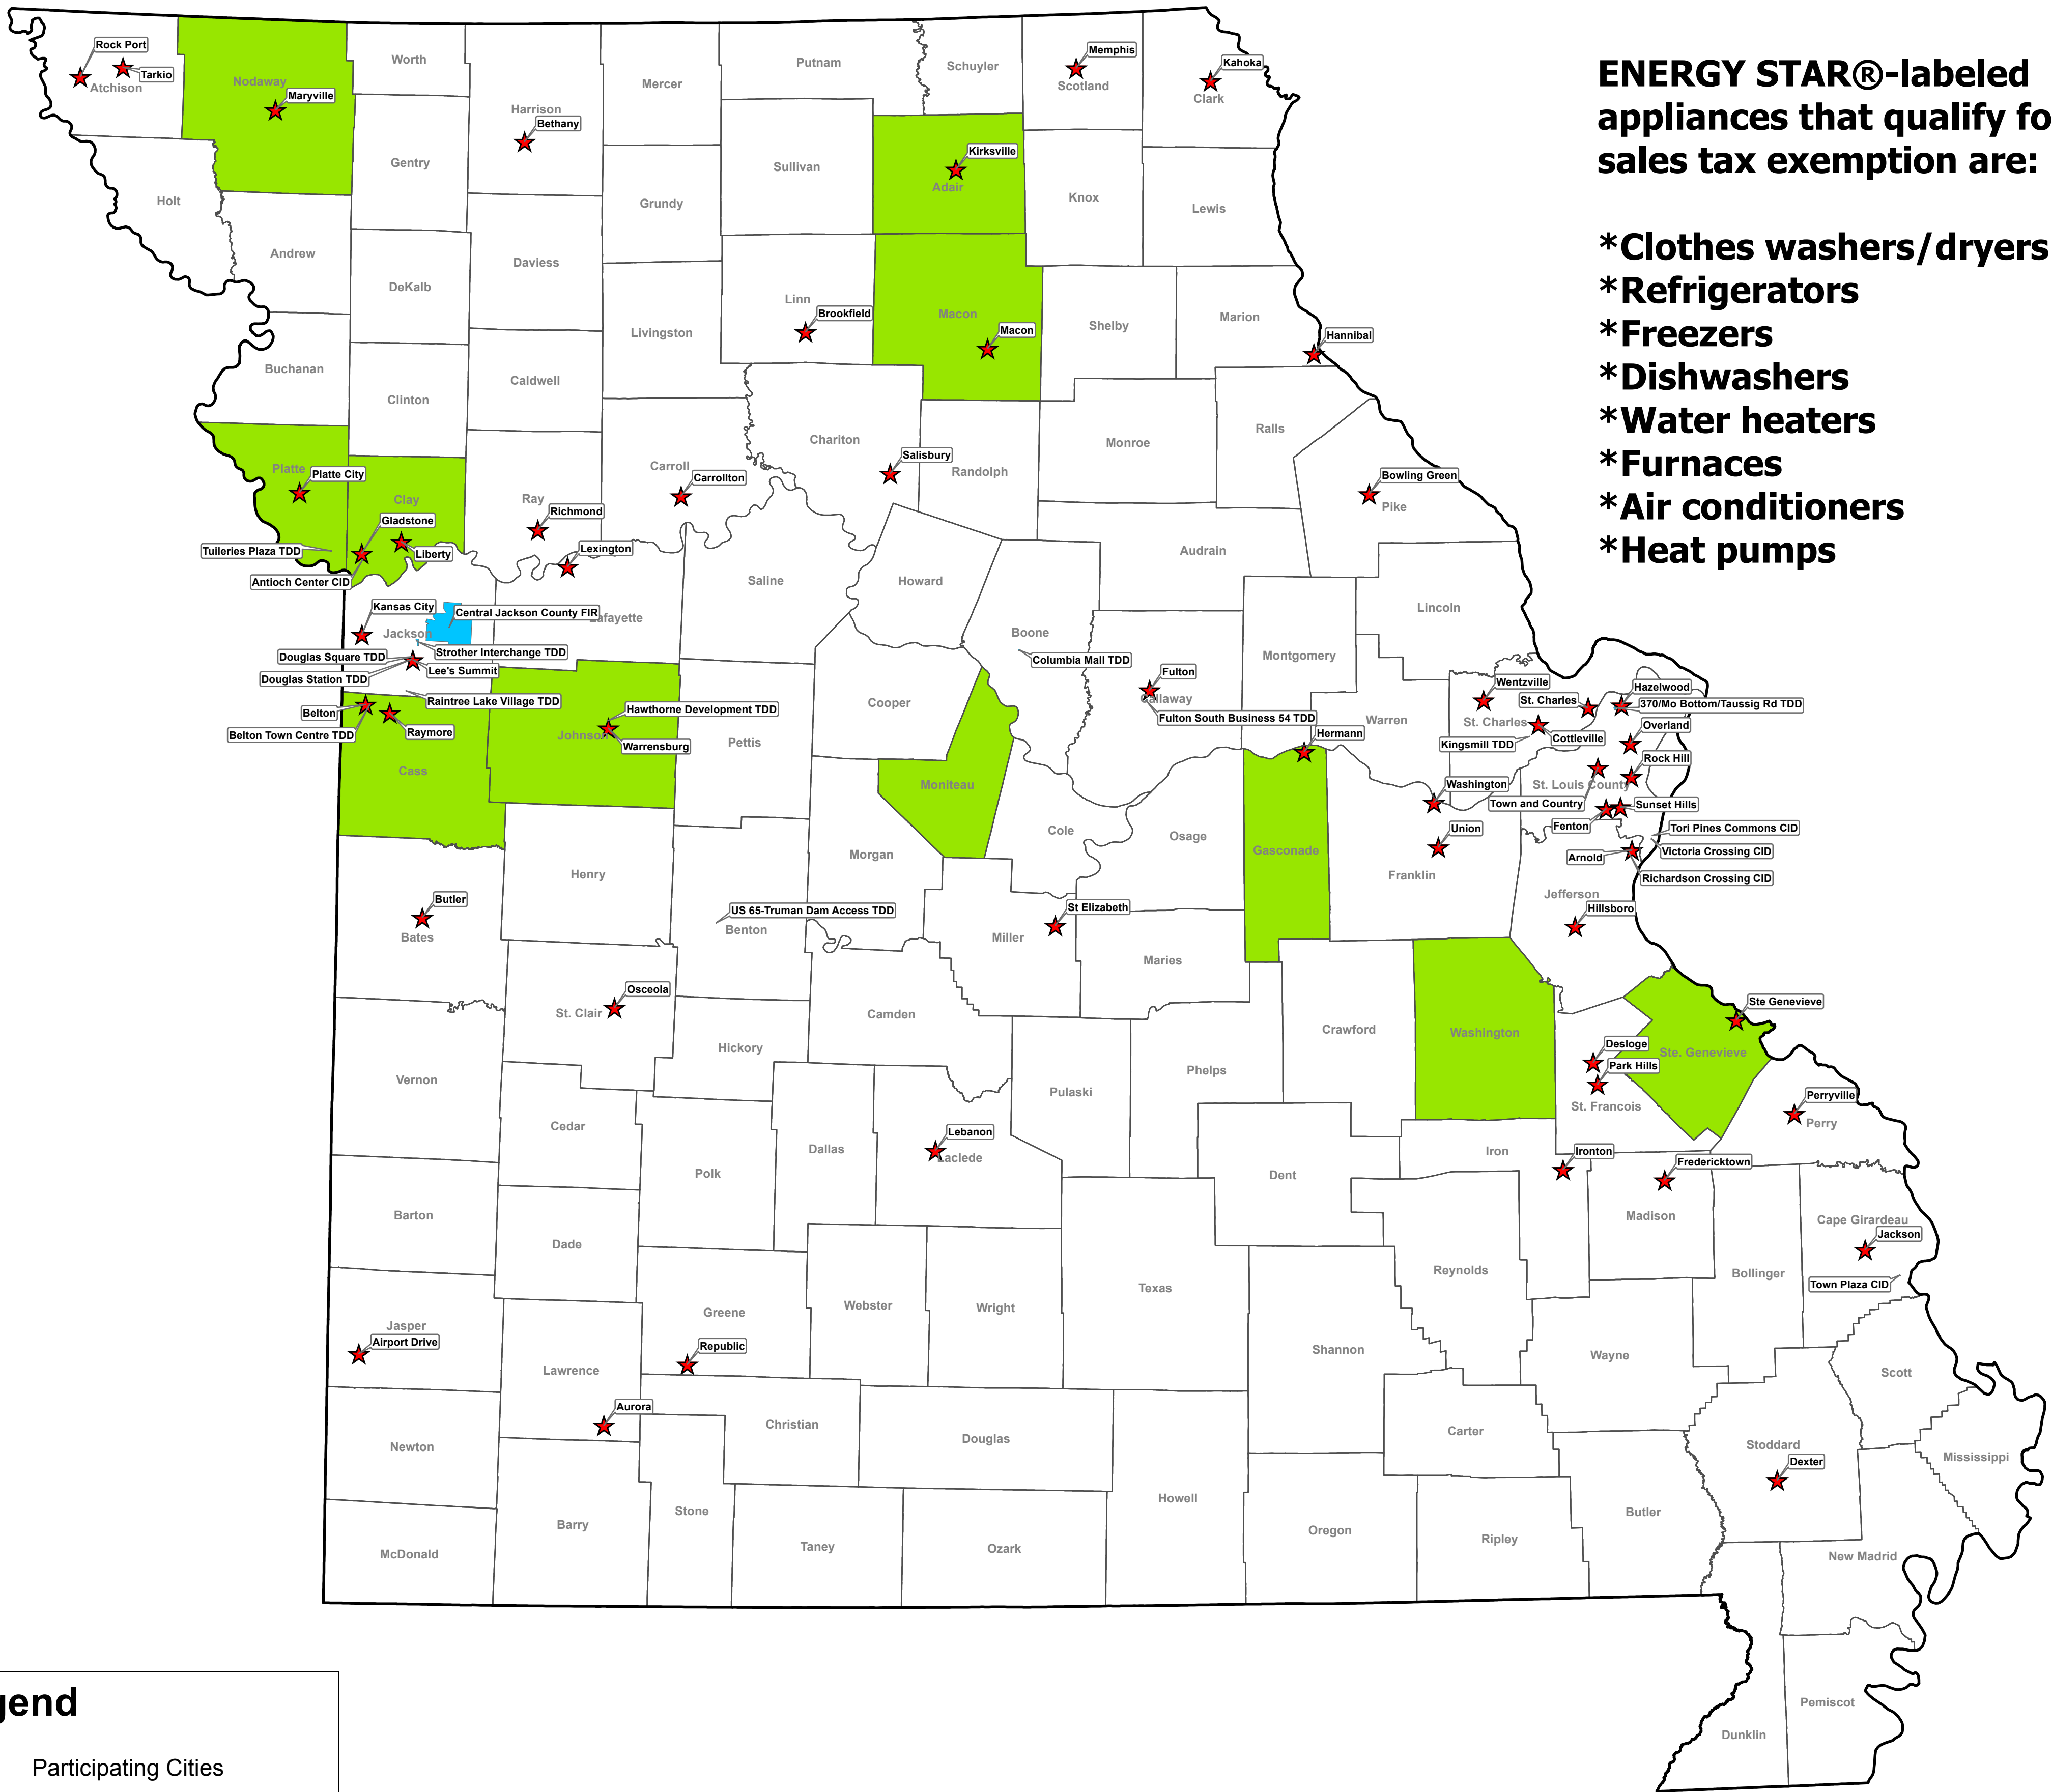 ENERGY STAR®-labeled
appliances that qualify fo
sales tax exemption are:
*Clothes washers/dryers
*Refrigerators
*Freezers
*Dishwashers
*Water heaters
*Furnaces
*Air conditioners
*Heat pumps
Rock Port
Tarkio
Atchison
Nodaway
Maryville
Worth
Harrison
Bethany
Mercer
Putnam
Schuyler
Memphis
Scotland
Kahoka
Clark
Holt
Gentry
Grundy
Sullivan
Kirksville
Adair
Knox
Lewis
Andrew
DeKalb
Daviess
Livingston
Linn
Brookfield
Macon
Macon
Shelby
Marion
Hannibal
Buchanan
Clinton
Caldwell
Carroll
Carrollton
Chariton
Salisbury
Randolph
Monroe
Ralls
Bowling Green
Pike
Platte
Platte City
Clay
Gladstone
Liberty
Tuileries Plaza TDD
Antioch Center CID
Ray
Richmond
Lexington
Saline
Howard
Audrain
Lincoln
Kansas City
Jackson
Central Jackson County FIR
afayette
Strother Interchange TDD
Douglas Square TDD
Lee's Summit
Douglas Station TDD
Raintree Lake Village TDD
Belton
Belton Town Centre TDD
Raymore
Cass
Hawthorne Development TDD
Johnson
Warrensburg
Pettis
Cooper
Boone
Columbia Mall TDD
Fulton
Callaway
Fulton South Business 54 TDD
Montgomery
Hermann
Warren
Wentzville
St. Charles
St. Charles
Hazelwood
370/Mo Bottom/Taussig Rd TDD
Overland
Cottleville
Kingsmill TDD
Rock Hill
St. Louis County
Town and Country
Sunset Hills
Fenton
Tori Pines Commons CID
Victoria Crossing CID
Arnold
Richardson Crossing CID
Washington
Union
Franklin
Jefferson
Hillsboro
Moniteau
Morgan
Cole
Osage
Gasconade
Henry
Butler
Bates
US 65-Truman Dam Access TDD
Benton
Miller
St Elizabeth
Maries
Osceola
St. Clair
Hickory
Camden
Crawford
Washington
Ste Genevieve
Ste. Genevieve
Desloge
Park Hills
St. Francois
Perryville
Perry
Vernon
Cedar
Polk
Dallas
Lebanon
Laclede
Pulaski
Phelps
Dent
Iron
Ironton
Fredericktown
Madison
Cape Girardeau
Jackson
Town Plaza CID
Bollinger
Barton
Dade
Greene
Republic
Webster
Wright
Texas
Reynolds
Shannon
Wayne
Scott
Jasper
Airport Drive
Lawrence
Aurora
Christian
Douglas
Carter
Stoddard
Dexter
Mississippi
Newton
Barry
Stone
Howell
Oregon
Ripley
Butler
McDonald
Taney
Ozark
New Madrid
Pemiscot
Dunklin
gend
Participating Cities